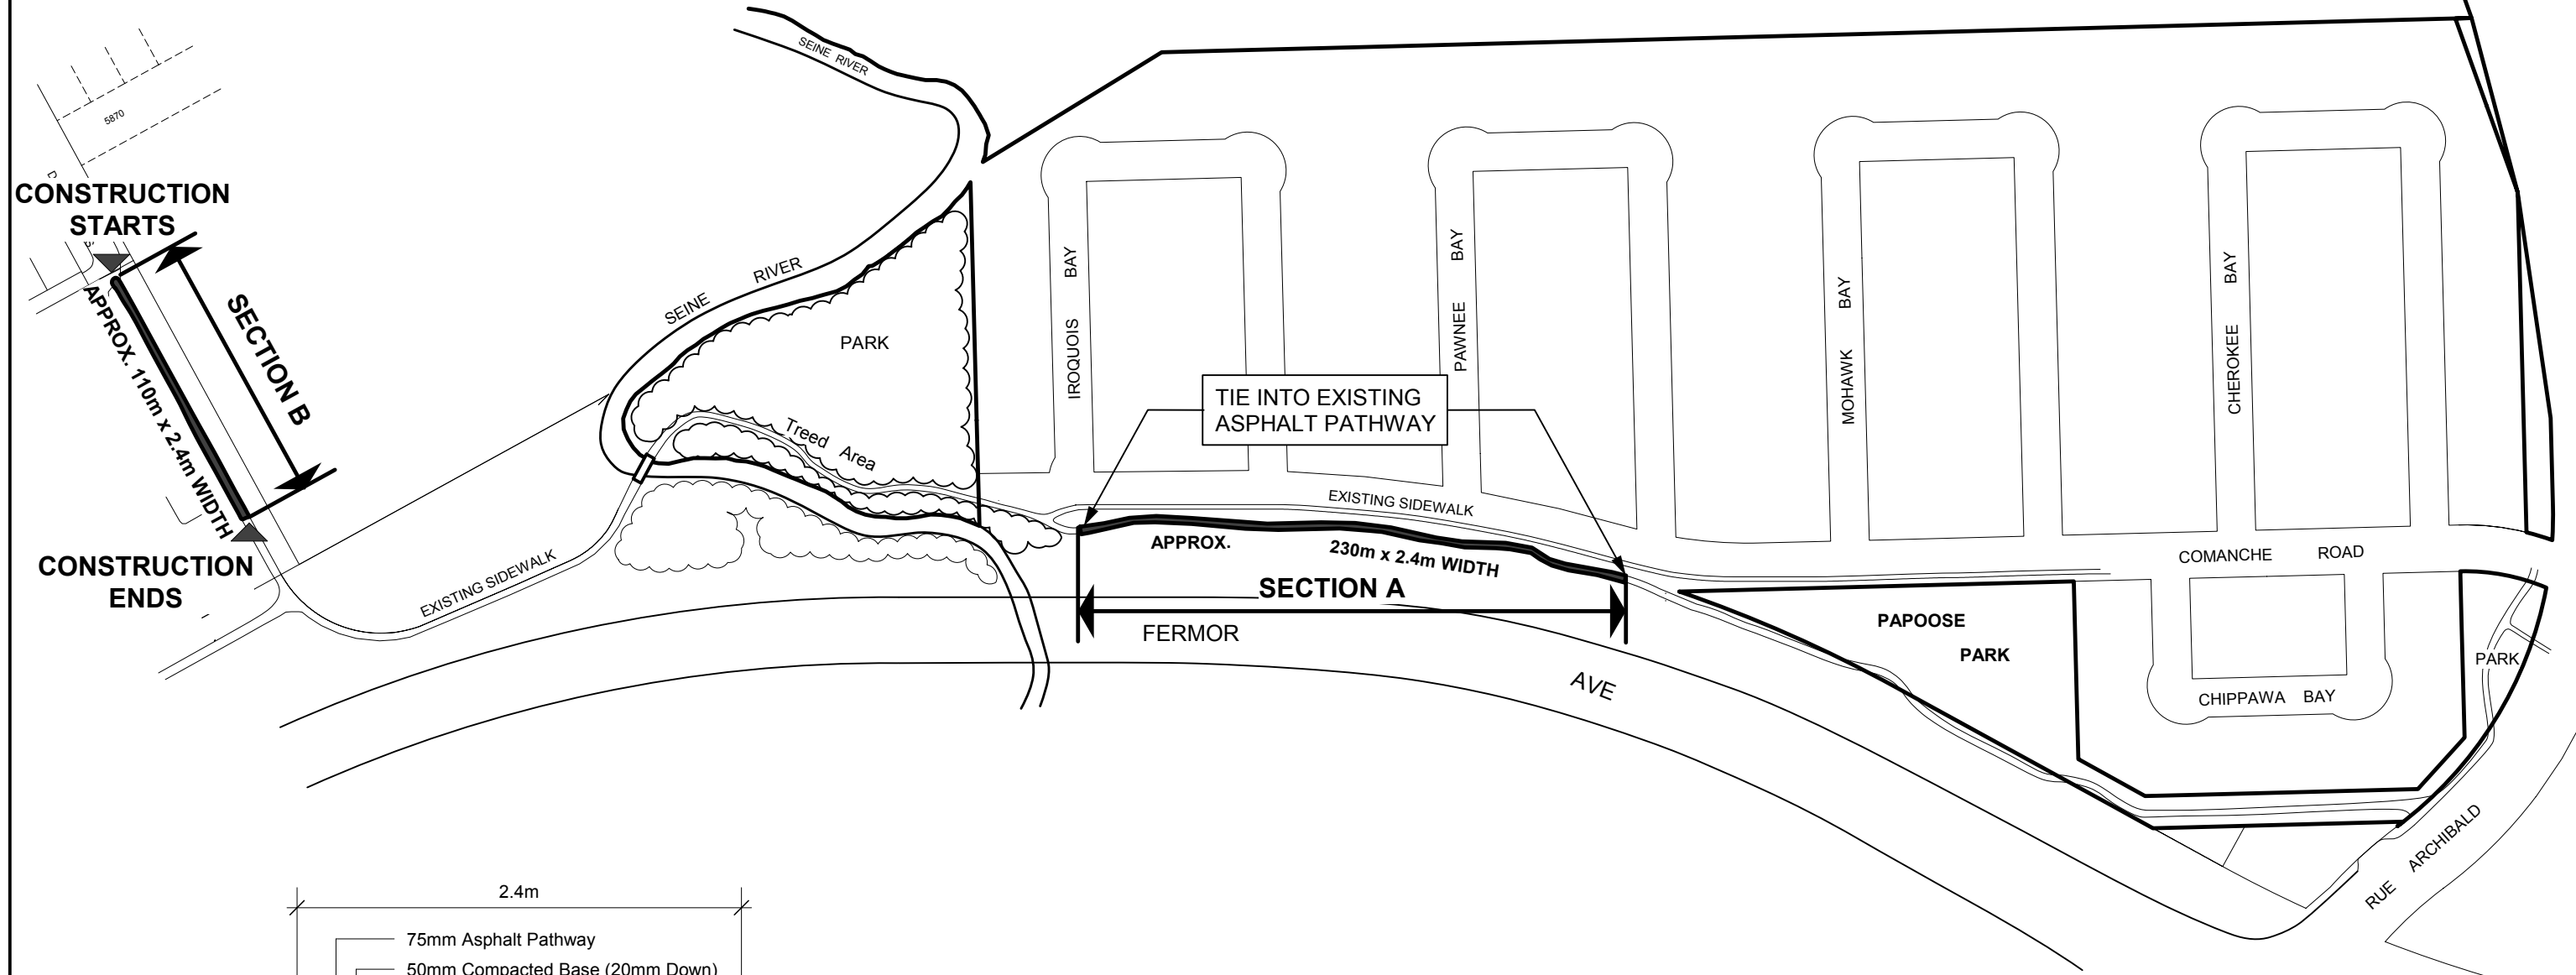 SEINE RIVER
5870
CONSTRUCTION
STARTS
SECTION B
APPROX. 110m x 2.4m WIDTH
CONSTRUCTION
ENDS
SEINE RIVER
PARK
Treed Area
EXISTING SIDEWALK
IROQUOIS BAY
PAWNEE BAY
MOHAWK BAY
CHEROKEE BAY
TIE INTO EXISTING
ASPHALT PATHWAY
EXISTING SIDEWALK
APPROX. 230m x 2.4m WIDTH
SECTION A
FERMOR AVE
COMANCHE ROAD
PAPOOSE
PARK
PARK
CHIPPAWA BAY
RUE ARCHIBALD
2.4m
75mm Asphalt Pathway
50mm Compacted Base (20mm Down)